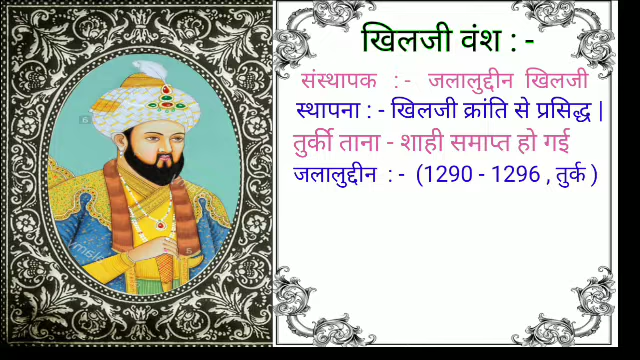 खिलजी वंश : -
संस्थापक : - जलालुद्दीन खिलजी
स्थापना : - खिलजी क्रांति से प्रसिद्ध |
तुर्की ताना - शाही समाप्त हो गई
जलालुद्दीन : - (1290 - 1296 , तुर्क )